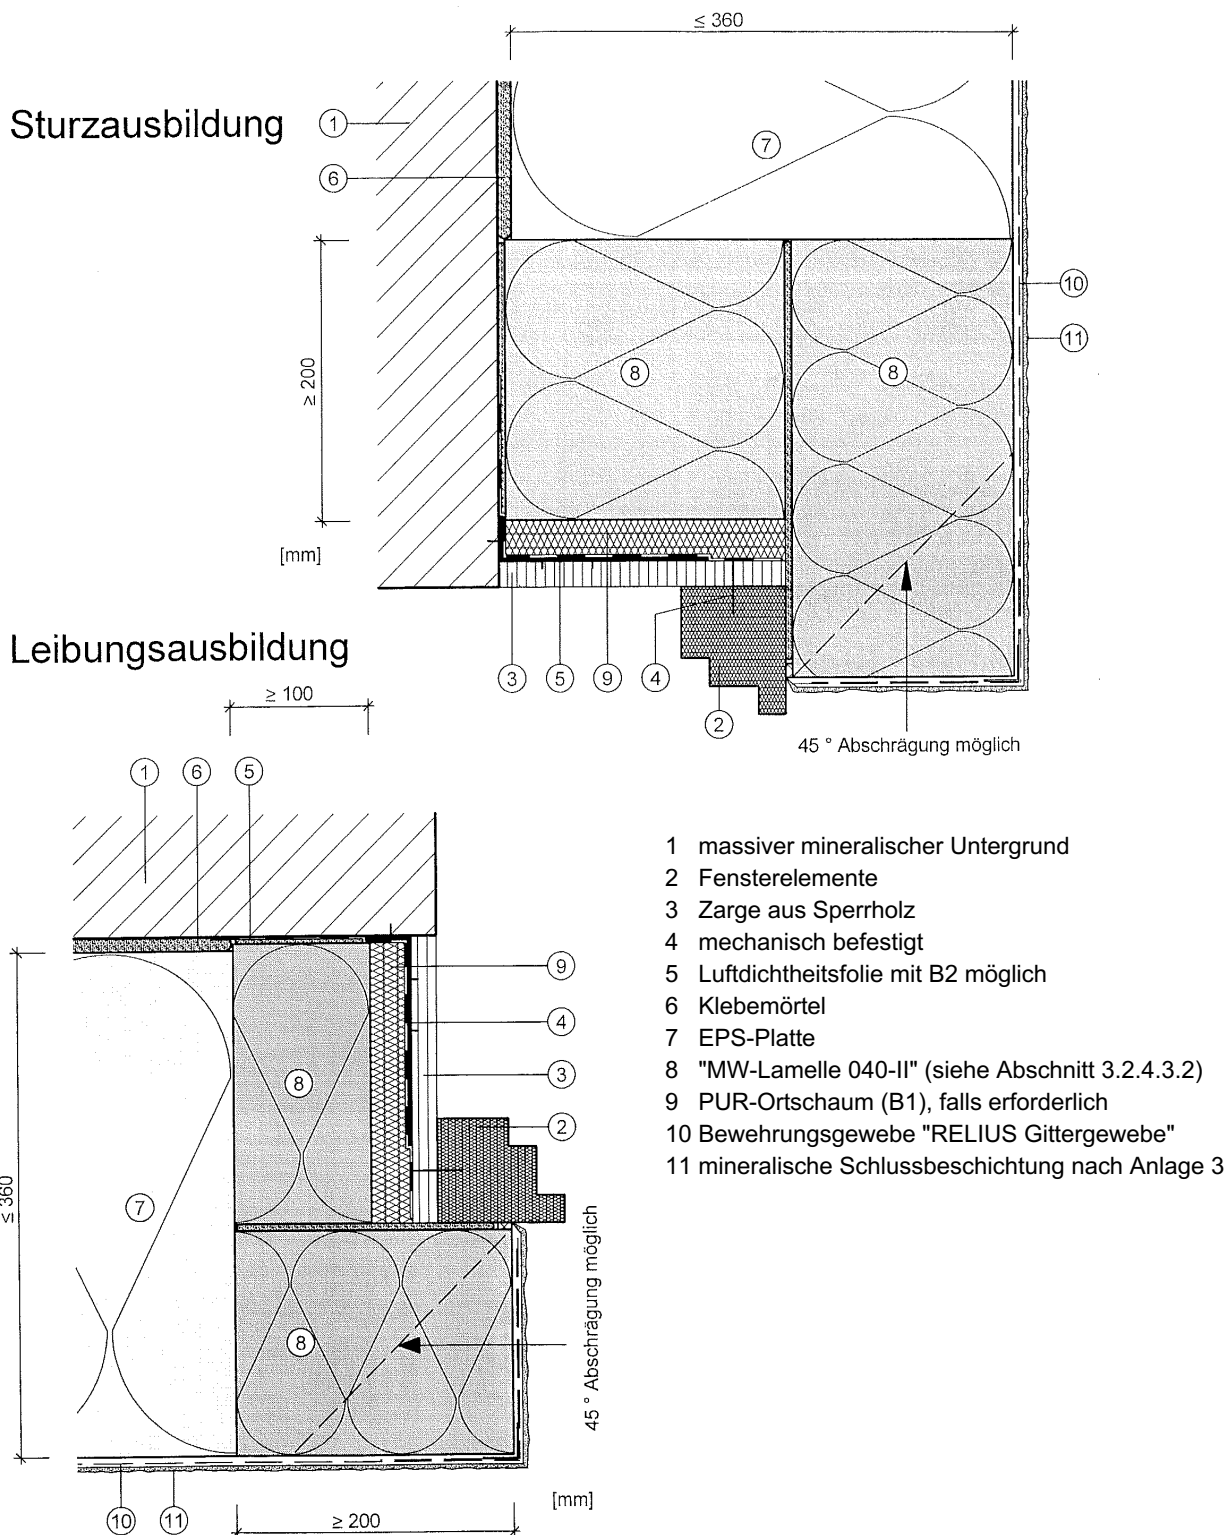 ≤ 360
Sturzausbildung
1
6
7
≥ 200
8
8
10
11
[mm]
3
5
9
4
2
45 ° Abschrägung möglich
Leibungsausbildung
≥ 100
1
6
5
9
4
3
2
8
7
≤ 360
8
45 ° Abschrägung möglich
10
11
[mm]
≥ 200
1 massiver mineralischer Untergrund
2 Fensterelemente
3 Zarge aus Sperrholz
4 mechanisch befestigt
5 Luftdichtheitsfolie mit B2 möglich
6 Klebemörtel
7 EPS-Platte
8 "MW-Lamelle 040-II" (siehe Abschnitt 3.2.4.3.2)
9 PUR-Ortschaum (B1), falls erforderlich
10 Bewehrungsgewebe "RELIUS Gittergewebe"
11 mineralische Schlussbeschichtung nach Anlage 3